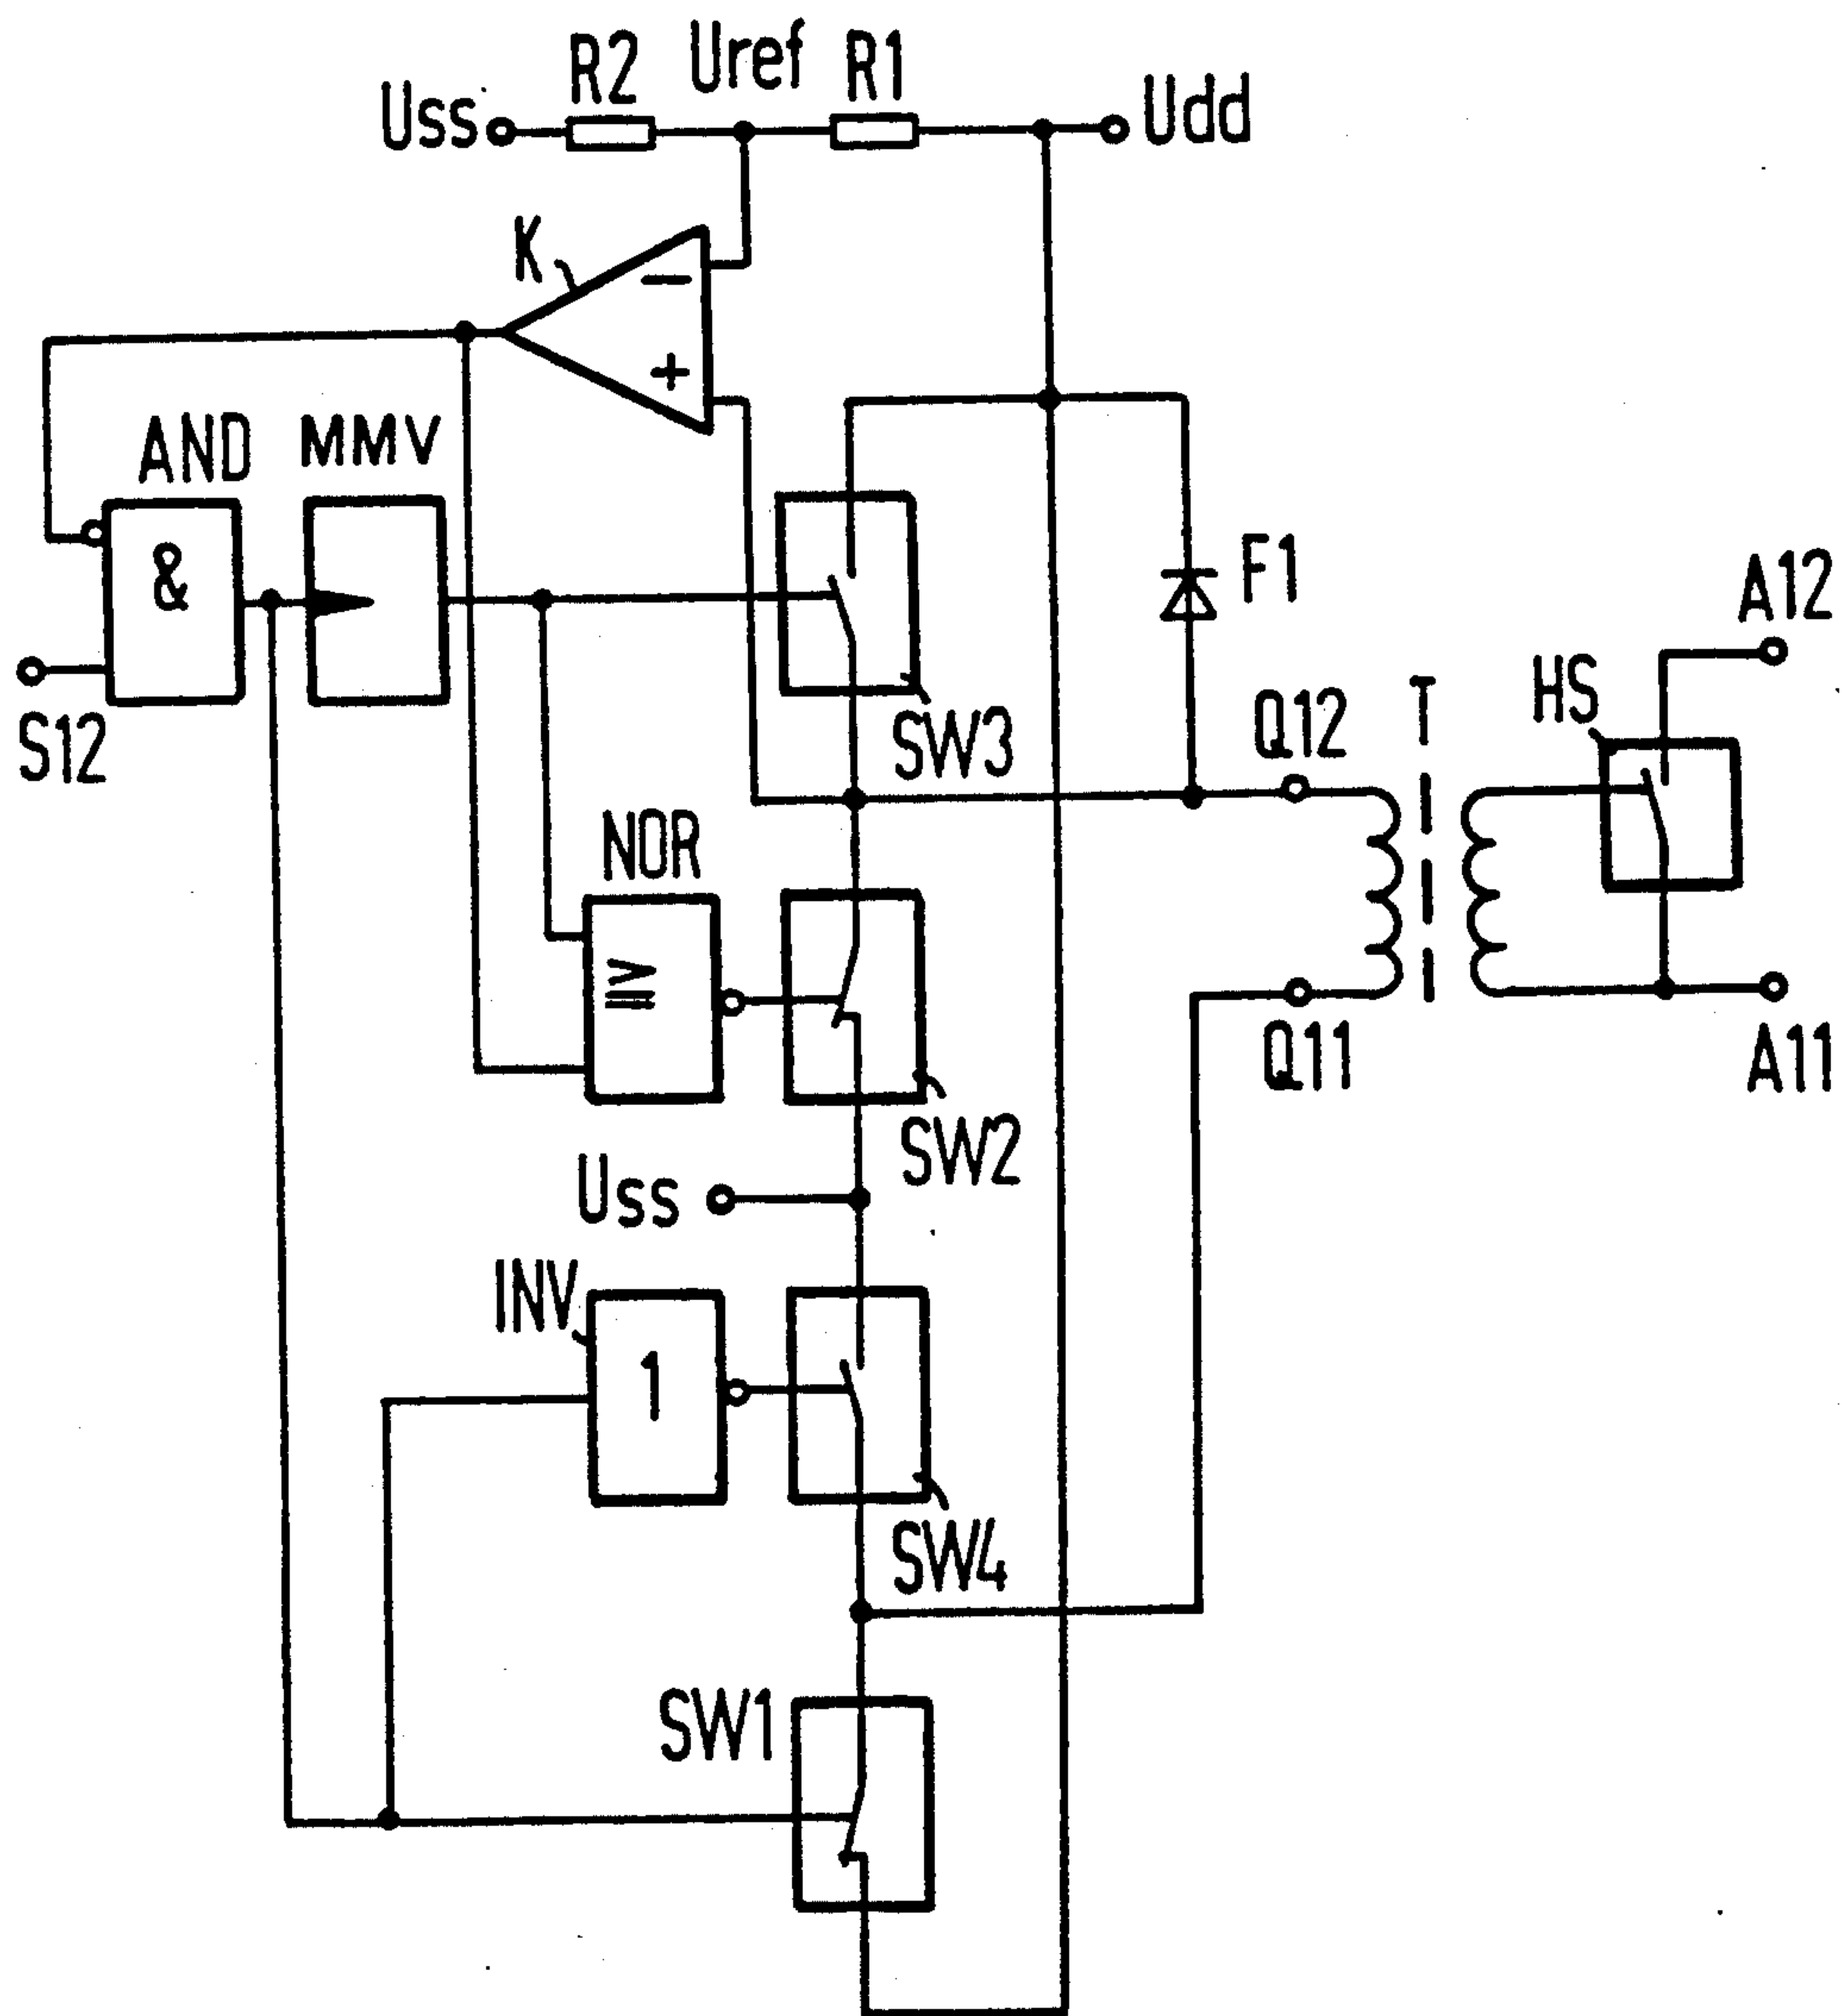 Uss
R2
Uref
R1
Udd
K
−
+
AND
MMV
&
S12
SW3
F1
A12
HS
Q12
T
NOR
≥
SW2
Q11
A11
Uss
INV
1
SW4
SW1